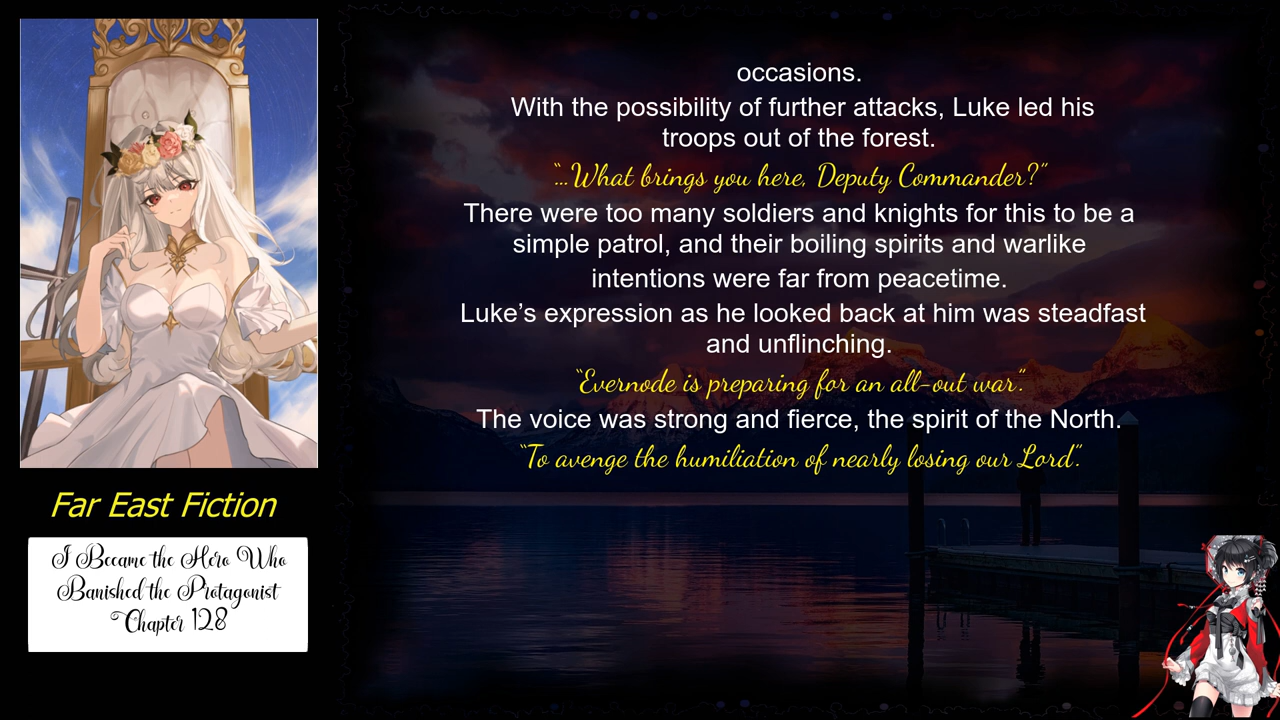 occasions.
With the possibility of further attacks, Luke led his
troops out of the forest.
“…What brings you here, Deputy Commander?”
There were too many soldiers and knights for this to be a
simple patrol, and their boiling spirits and warlike
intentions were far from peacetime.
Luke’s expression as he looked back at him was steadfast
and unflinching.
“Evernode is preparing for an all-out war”.
The voice was strong and fierce, the spirit of the North.
“To avenge the humiliation of nearly losing our Lord”.
Far East Fiction
I Became the Hero Who
Banished the Protagonist
Chapter 128